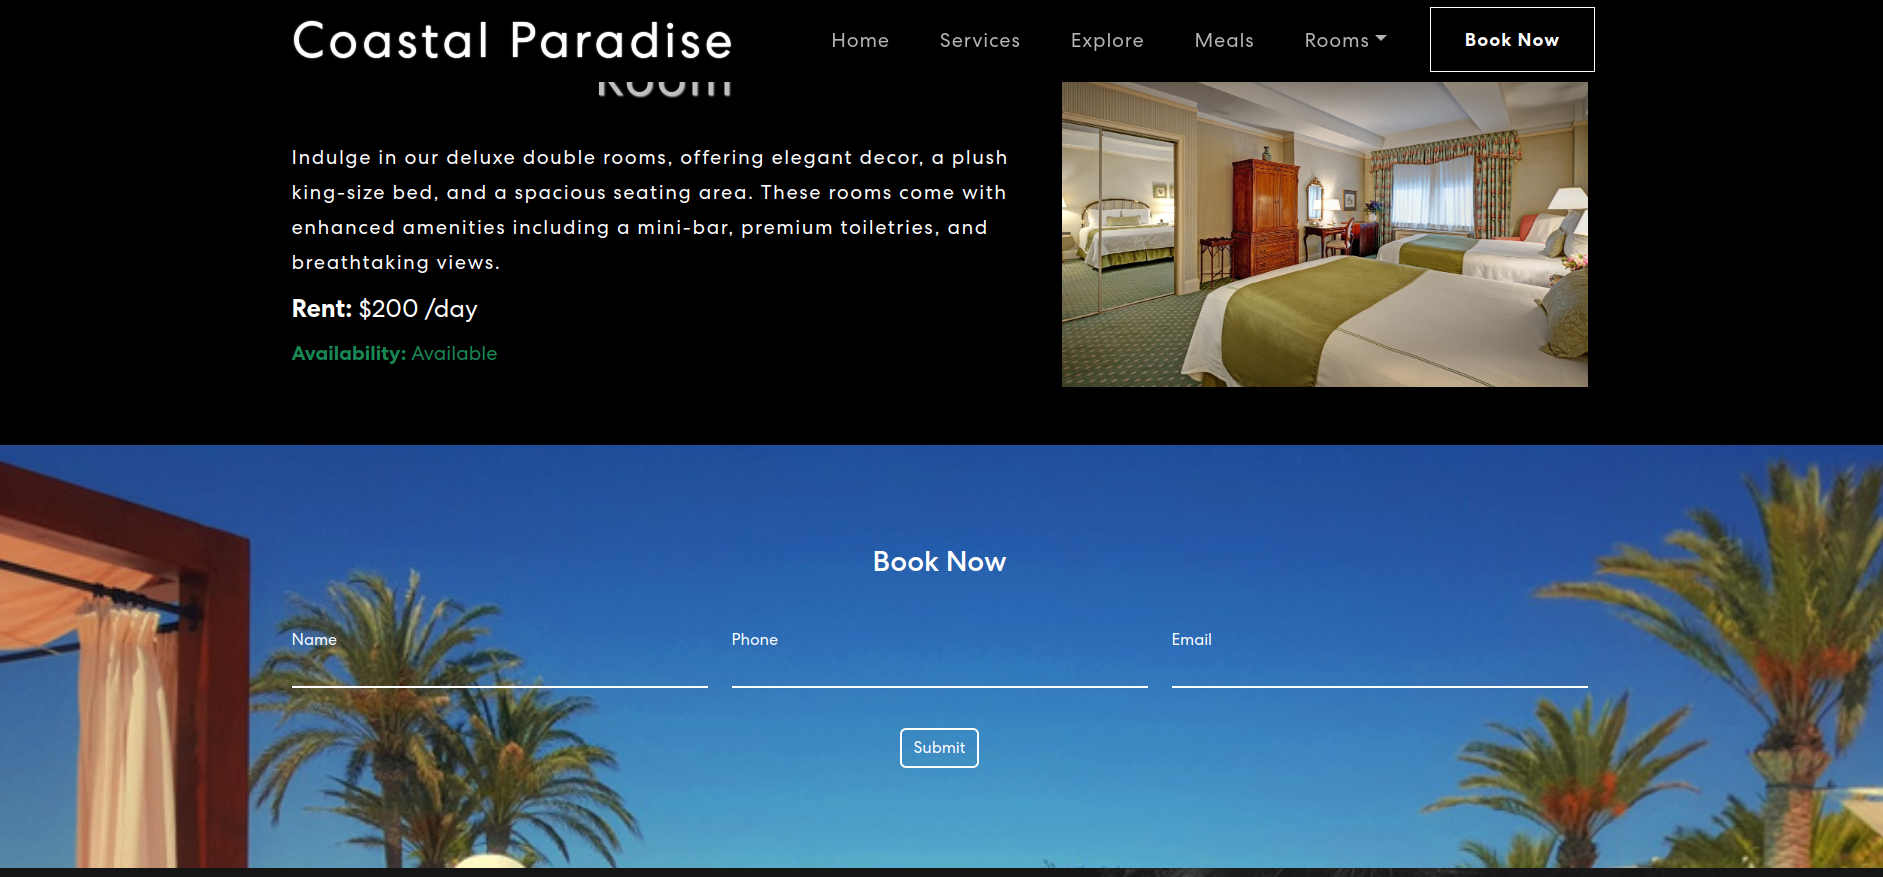 Coastal Paradise
Home
Services
Explore
Meals
Rooms
Book Now
Room
Indulge in our deluxe double rooms, offering elegant decor, a plush
king-size bed, and a spacious seating area. These rooms come with
enhanced amenities including a mini-bar, premium toiletries, and
breathtaking views.
Rent: $200 /day
Availability: Available
Book Now
Name
Phone
Email
Submit